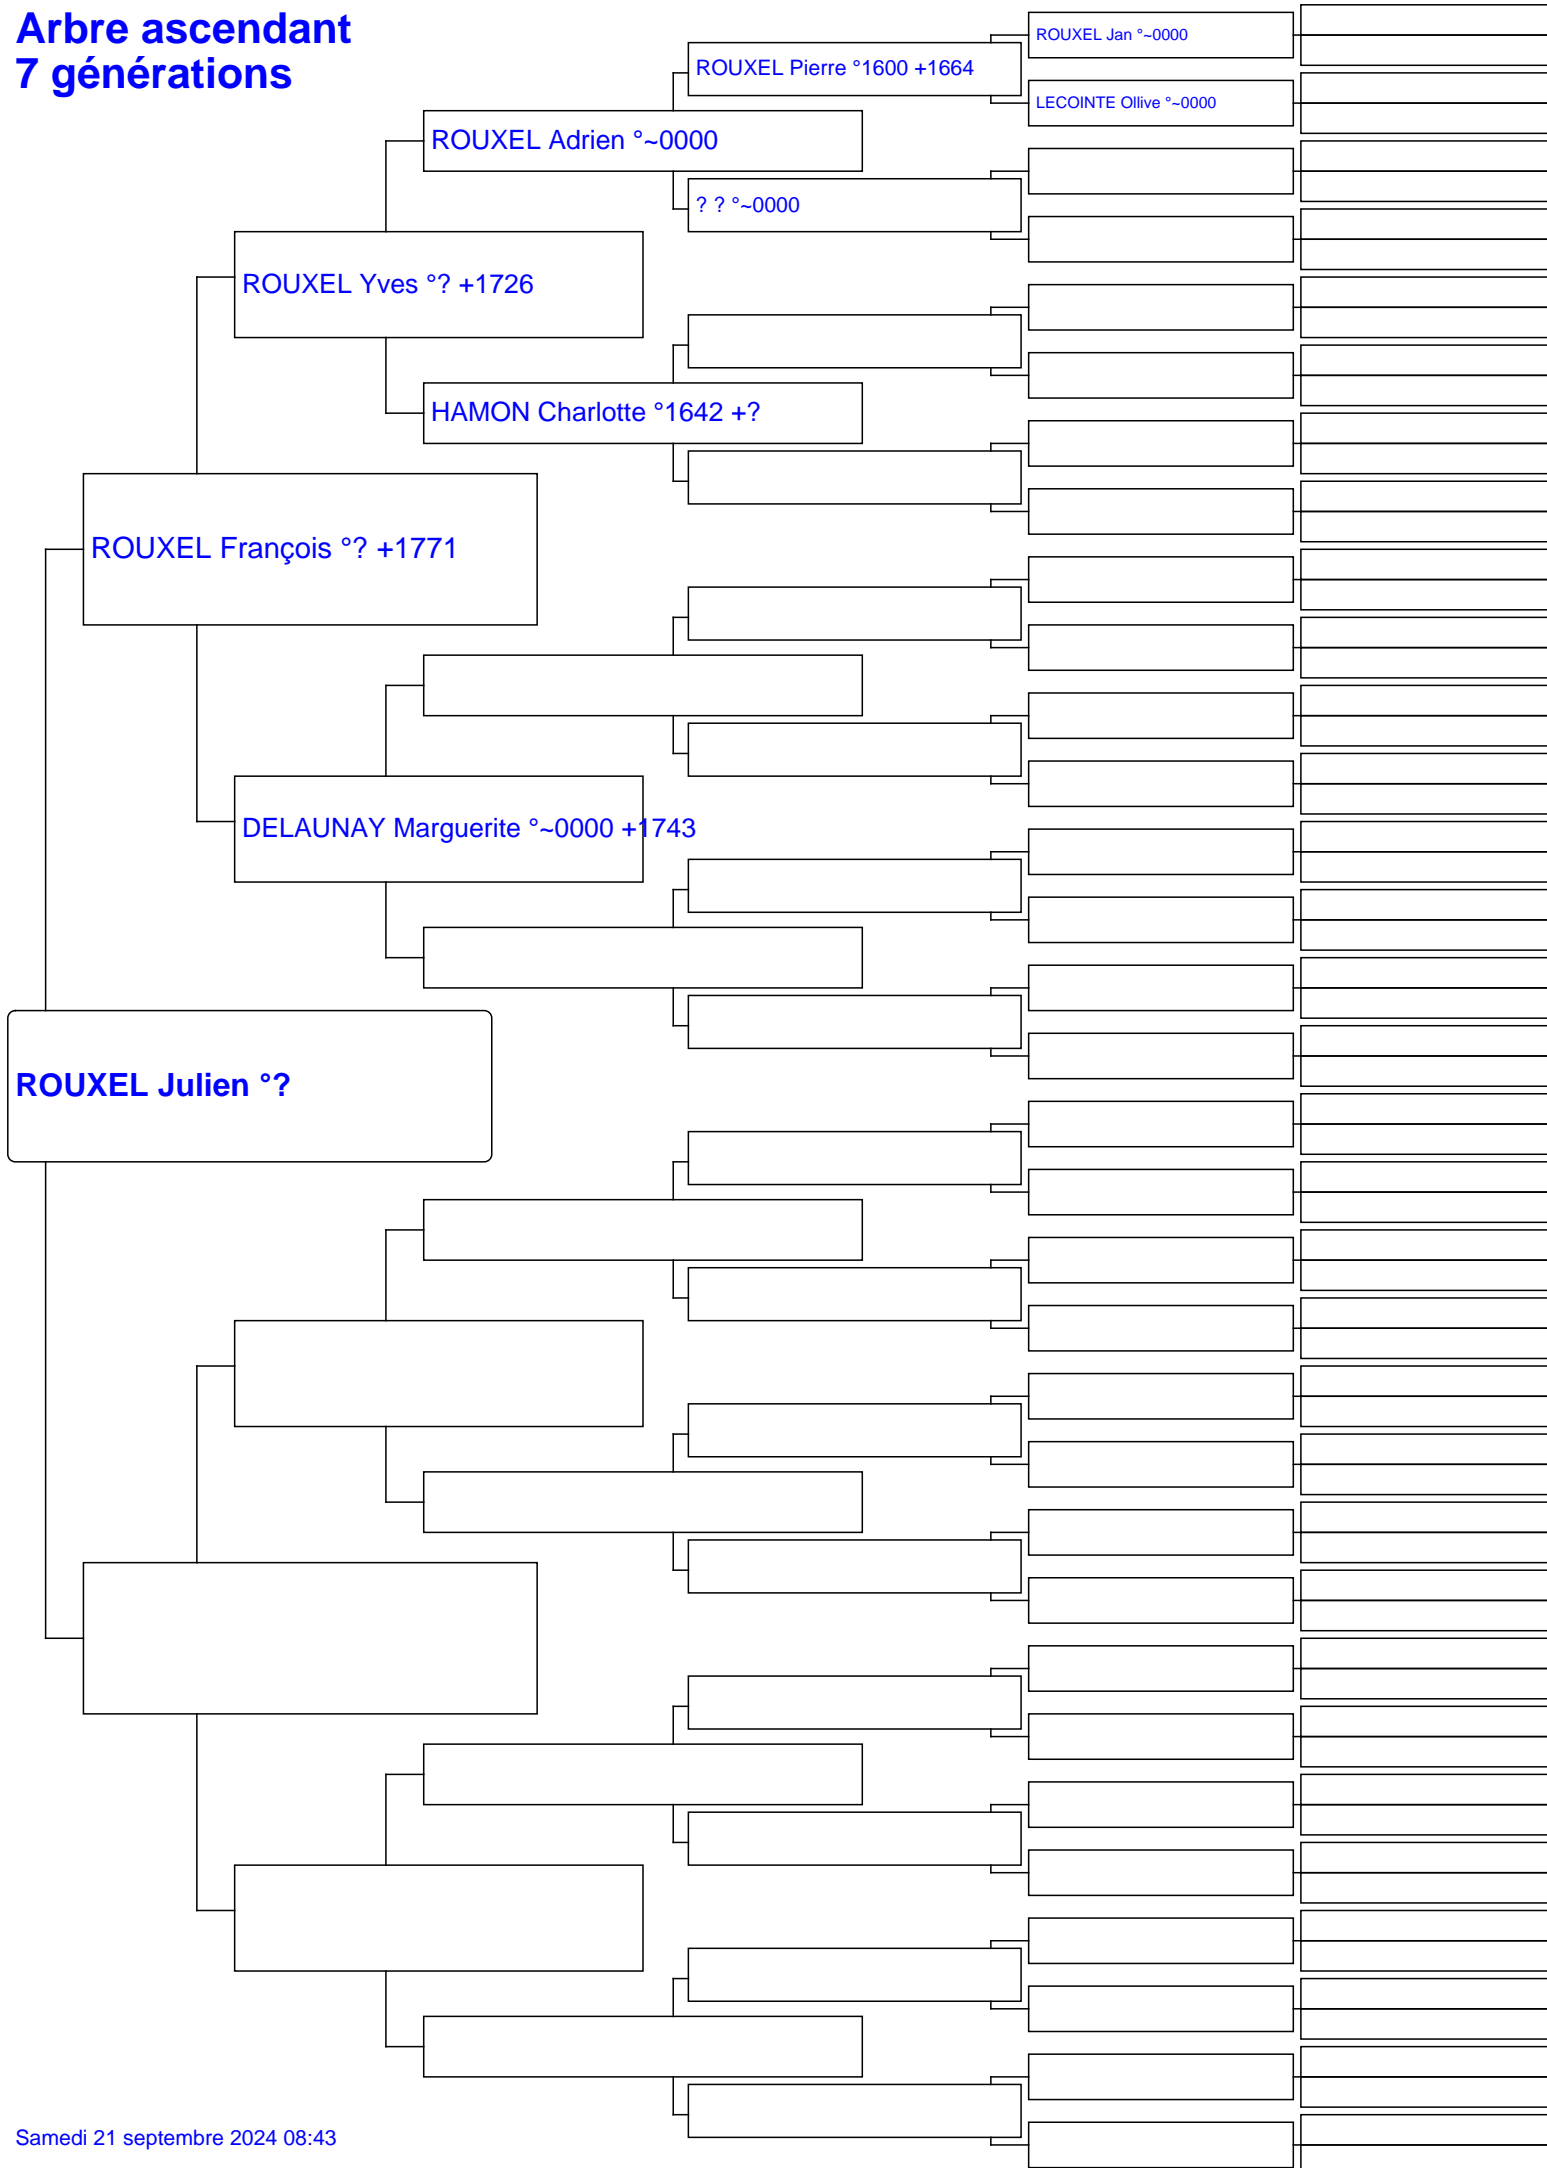 Arbre ascendant
7 générations
ROUXEL Jan °~0000
ROUXEL Pierre °1600 +1664
LECOINTE Ollive °~0000
ROUXEL Adrien °~0000
? ? °~0000
ROUXEL Yves °? +1726
HAMON Charlotte °1642 +?
ROUXEL François °? +1771
DELAUNAY Marguerite °~0000 +1743
ROUXEL Julien °?
Samedi 21 septembre 2024 08:43